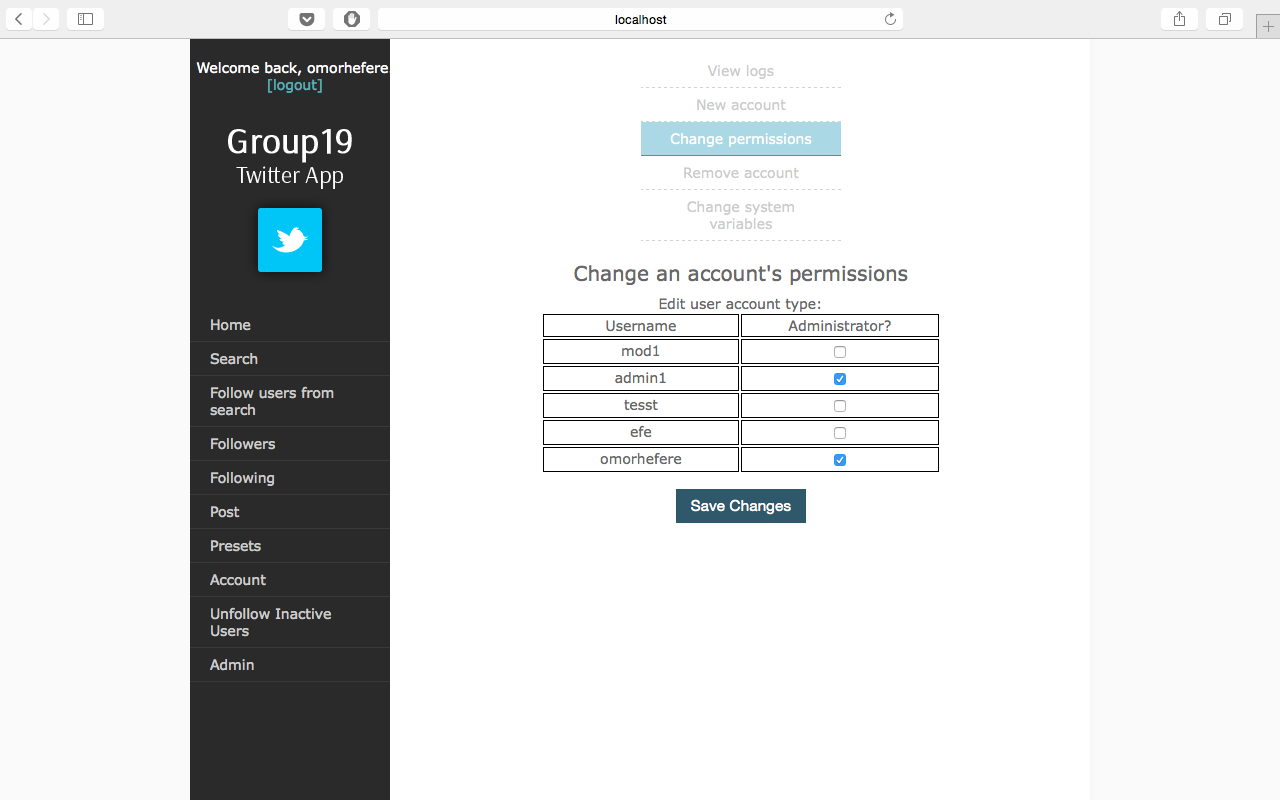 localhost
Welcome back, omorhefere
[logout]
Group19
Twitter App
Home
Search
Follow users from
search
Followers
Following
Post
Presets
Account
Unfollow Inactive
Users
Admin
View logs
New account
Change permissions
Remove account
Change system
variables
Change an account's permissions
Edit user account type:
Username Administrator?
mod1
admin1
tesst
efe
omorhefere
Save Changes